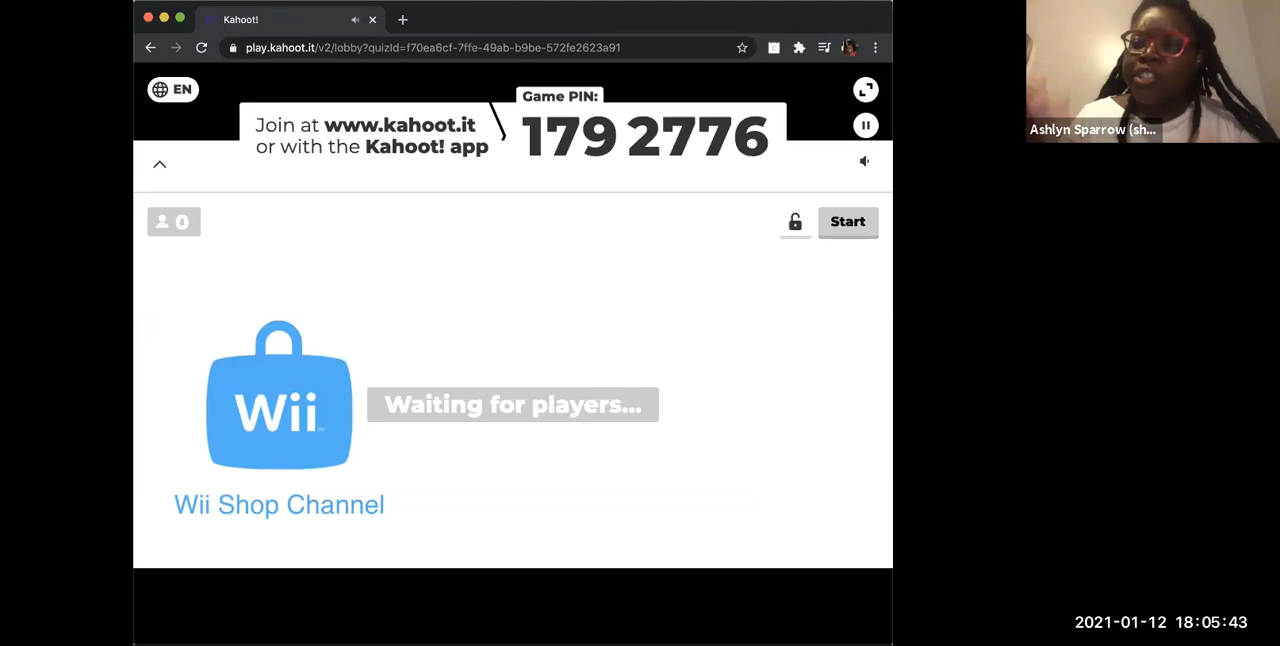 Kahoot!
play.kahoot.it/v2/lobby?quizId=f70ea6cf-7ffe-49ab-b9be-572fe2623a91
EN
Join at www.kahoot.it
or with the Kahoot! app
Game PIN:
179 2776
0
Start
Wii
Waiting for players...
Wii Shop Channel
Ashlyn Sparrow (sh...
2021-01-12 18:05:43